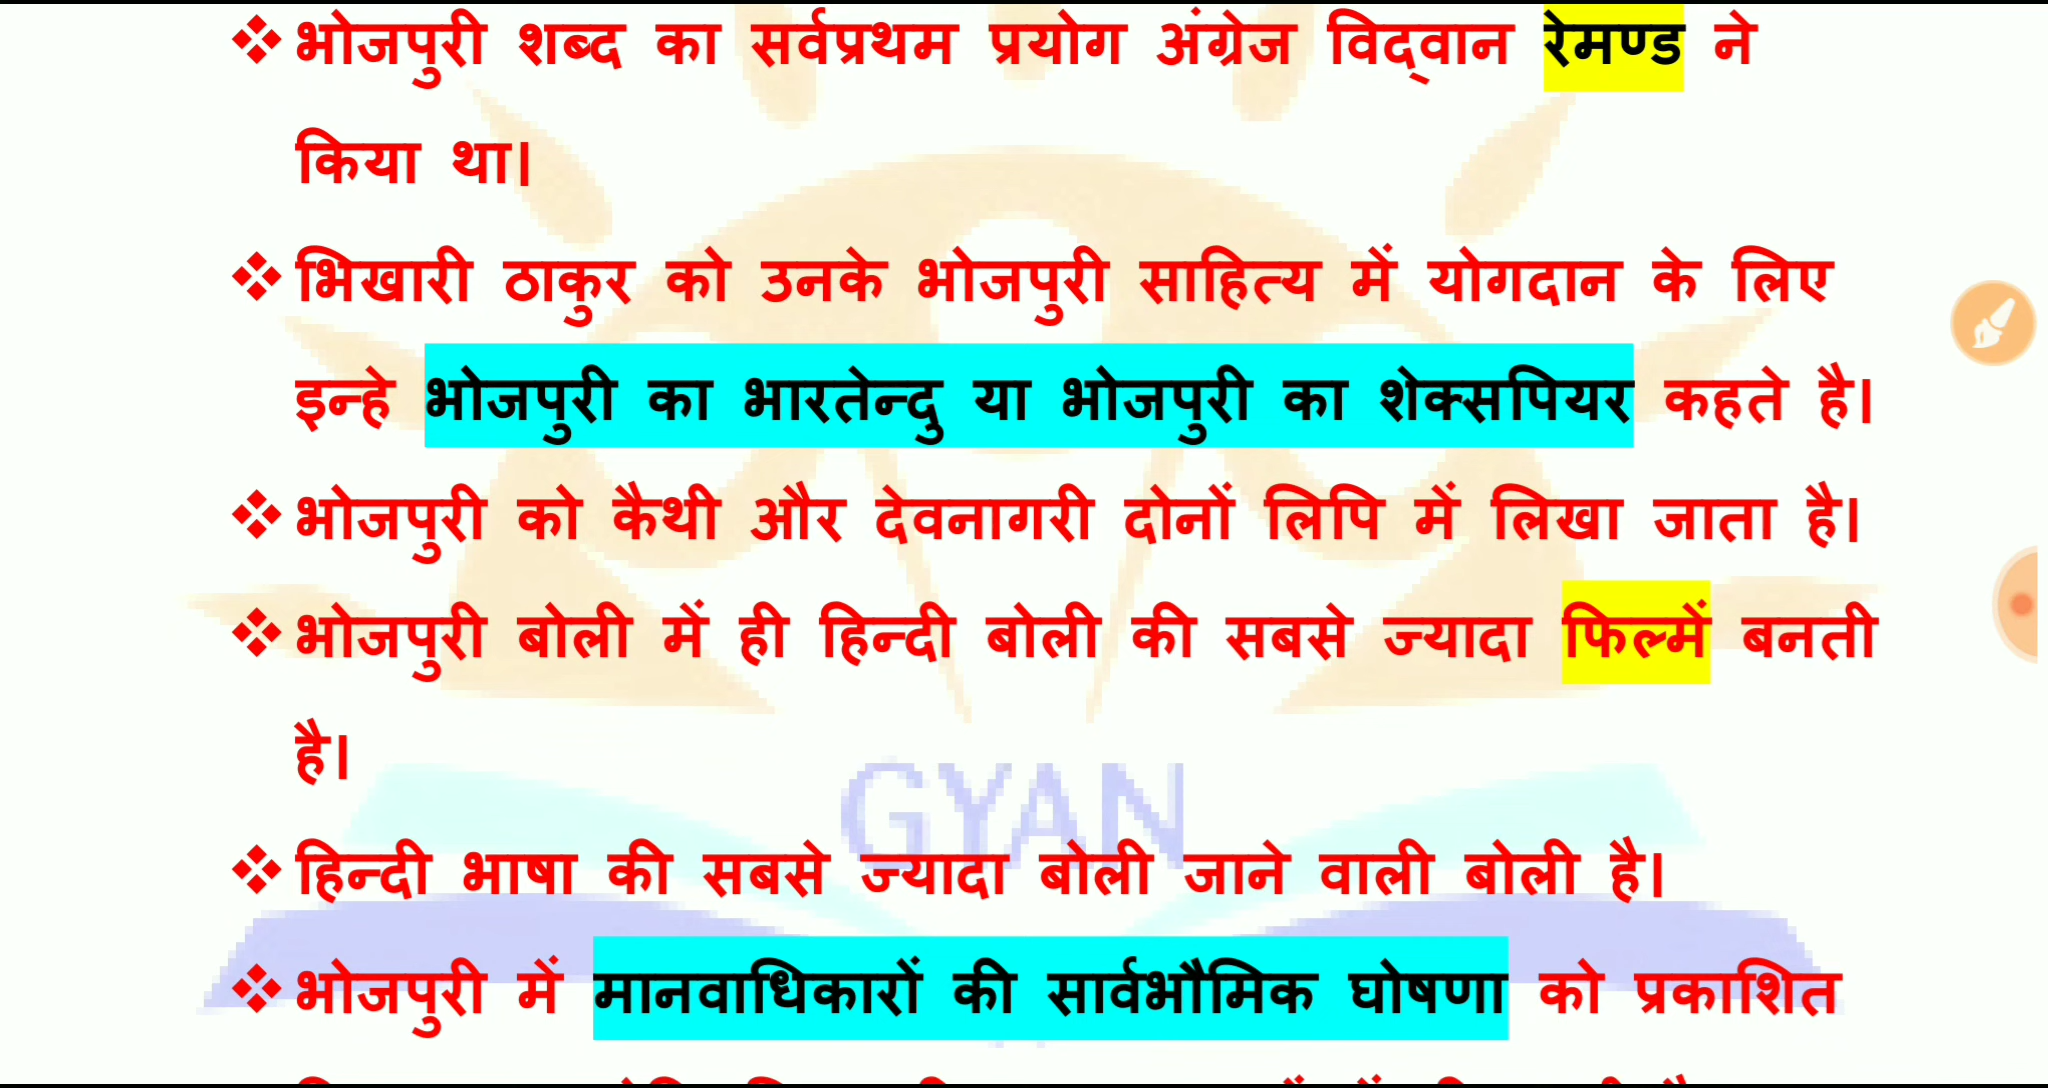 ❖ भोजपुरी शब्द का सर्वप्रथम प्रयोग अंग्रेज विद्‌वान रेमण्ड ने
किया था।
❖ भिखारी ठाकुर को उनके भोजपुरी साहित्य में योगदान के लिए
इन्हे भोजपुरी का भारतेन्दु या भोजपुरी का शेक्सपियर कहते है।
❖ भोजपुरी को कैथी और देवनागरी दोनों लिपि में लिखा जाता है।
❖ भोजपुरी बोली में ही हिन्दी बोली की सबसे ज्यादा फिल्में बनती
है।
GYAN
❖ हिन्दी भाषा की सबसे ज्यादा बोली जाने वाली बोली है।
❖ भोजपुरी में मानवाधिकारों की सार्वभौमिक घोषणा को प्रकाशित